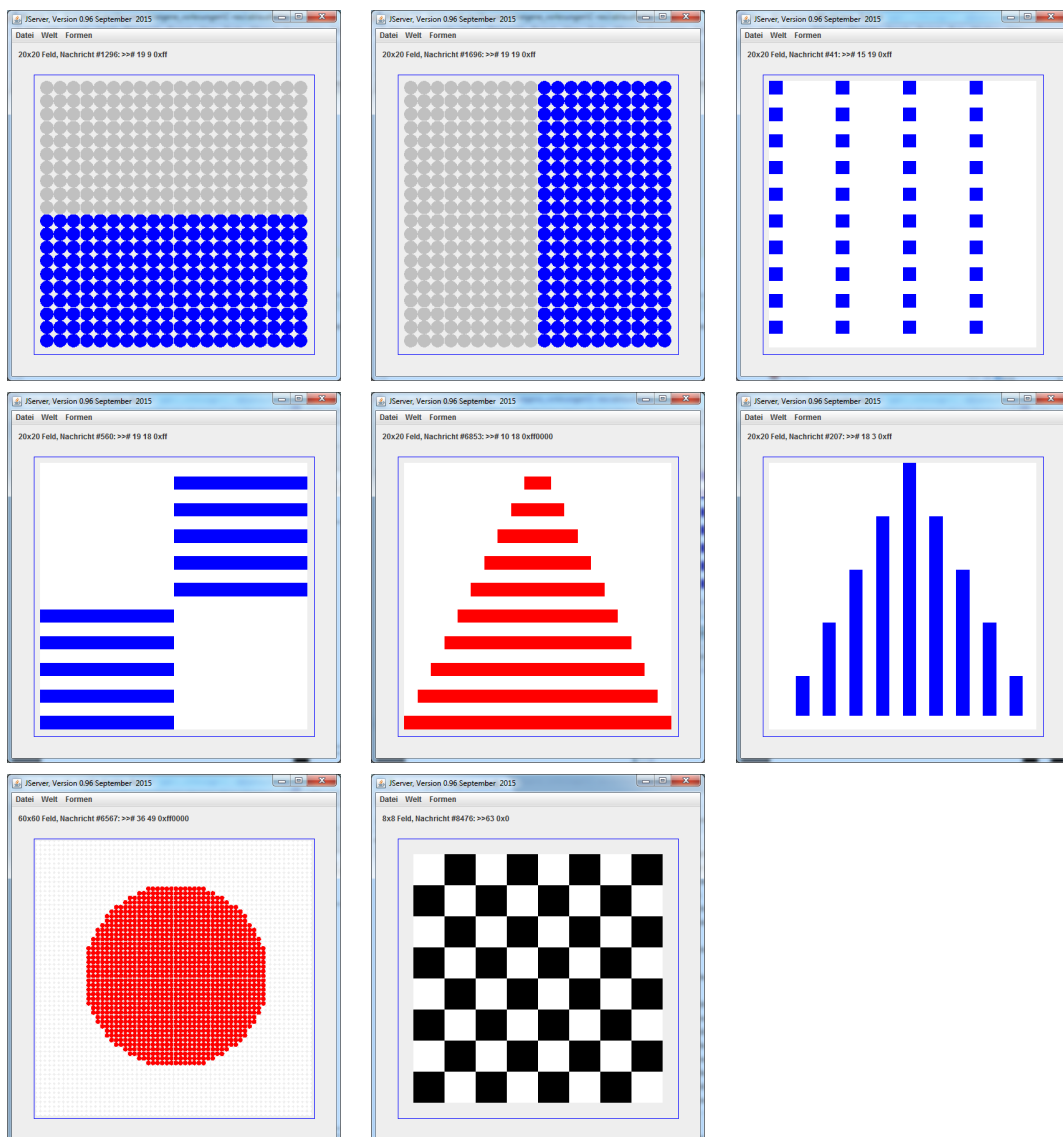 JServer, Version 0.96 September 2015
Datei Welt Formen
20x20 Feld, Nachricht #1296: >># 19 9 0xff
JServer, Version 0.96 September 2015
Datei Welt Formen
20x20 Feld, Nachricht #1696: >># 19 19 0xff
JServer, Version 0.96 September 2015
Datei Welt Formen
20x20 Feld, Nachricht #41: >># 15 19 0xff
JServer, Version 0.96 September 2015
Datei Welt Formen
20x20 Feld, Nachricht #560: >># 19 18 0xff
JServer, Version 0.96 September 2015
Datei Welt Formen
20x20 Feld, Nachricht #6853: >># 10 18 0xff0000
JServer, Version 0.96 September 2015
Datei Welt Formen
20x20 Feld, Nachricht #207: >># 18 3 0xff
JServer, Version 0.96 September 2015
Datei Welt Formen
60x60 Feld, Nachricht #6567: >># 36 49 0xff0000
JServer, Version 0.96 September 2015
Datei Welt Formen
8x8 Feld, Nachricht #8476: >>63 0x0